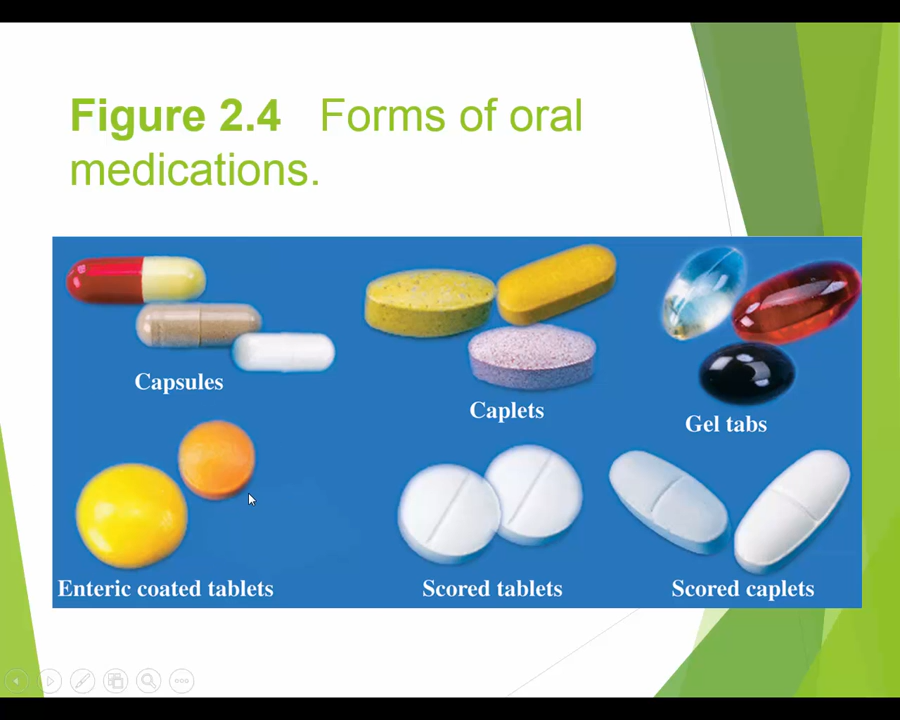 Figure 2.4 Forms of oral
medications.
Capsules
Caplets
Gel tabs
Enteric coated tablets
Scored tablets
Scored caplets